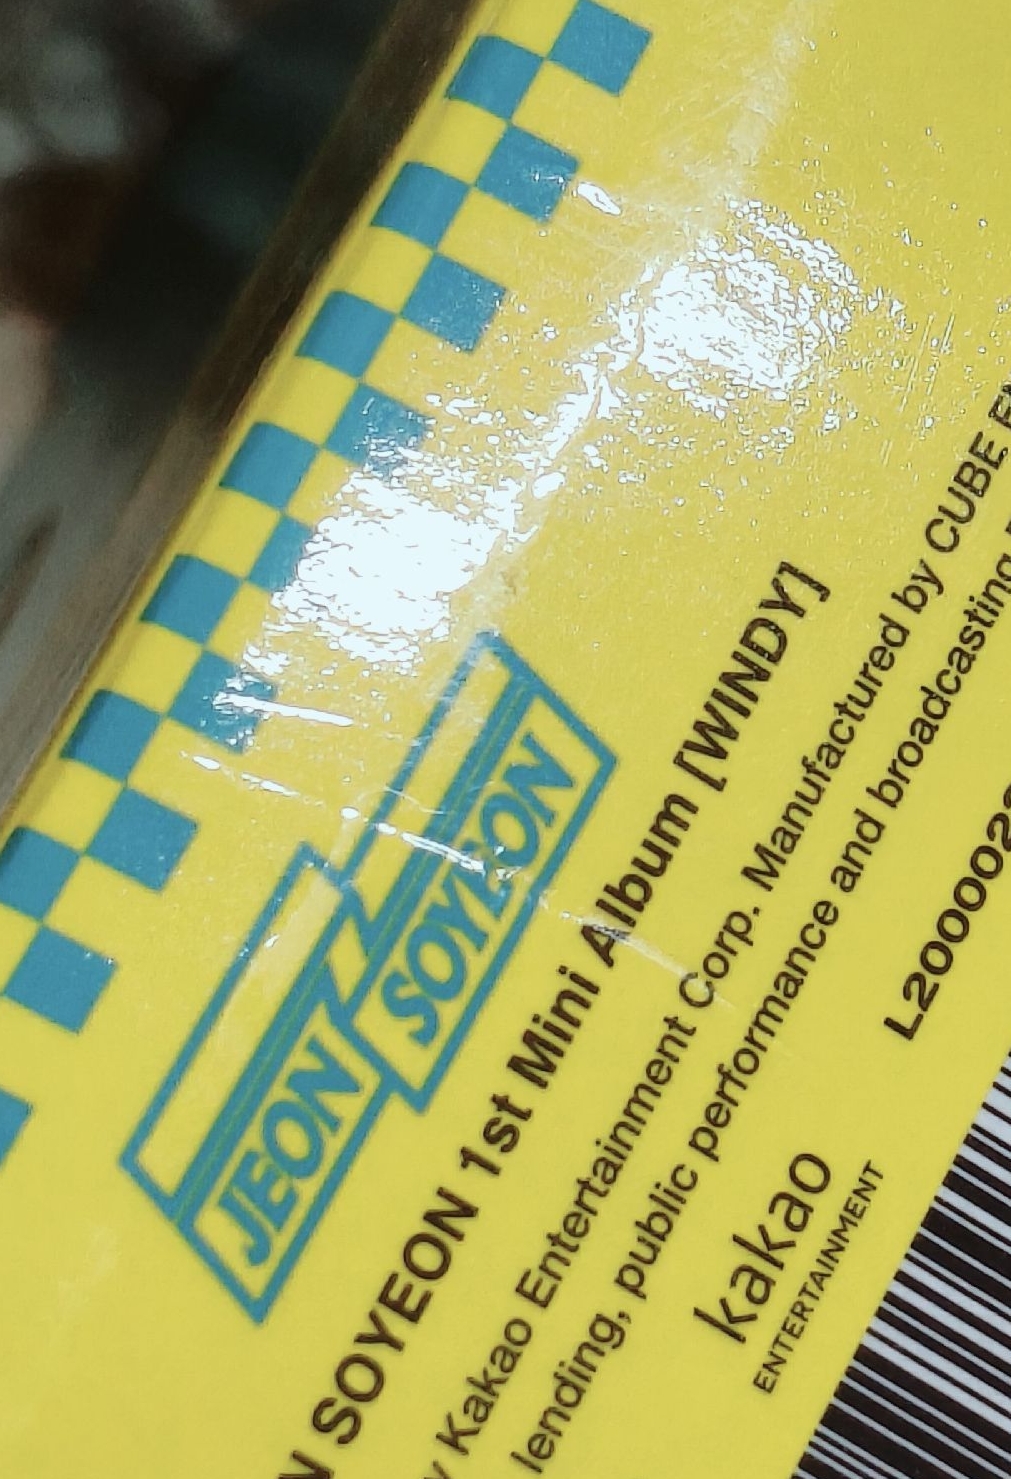 JEON
SOYEON
N SOYEON 1st Mini Album [WINDY]
y Kakao Entertainment Corp. Manufactured by CUBE
lending, public performance and broadcasting
L200002
kakao
ENTERTAINMENT